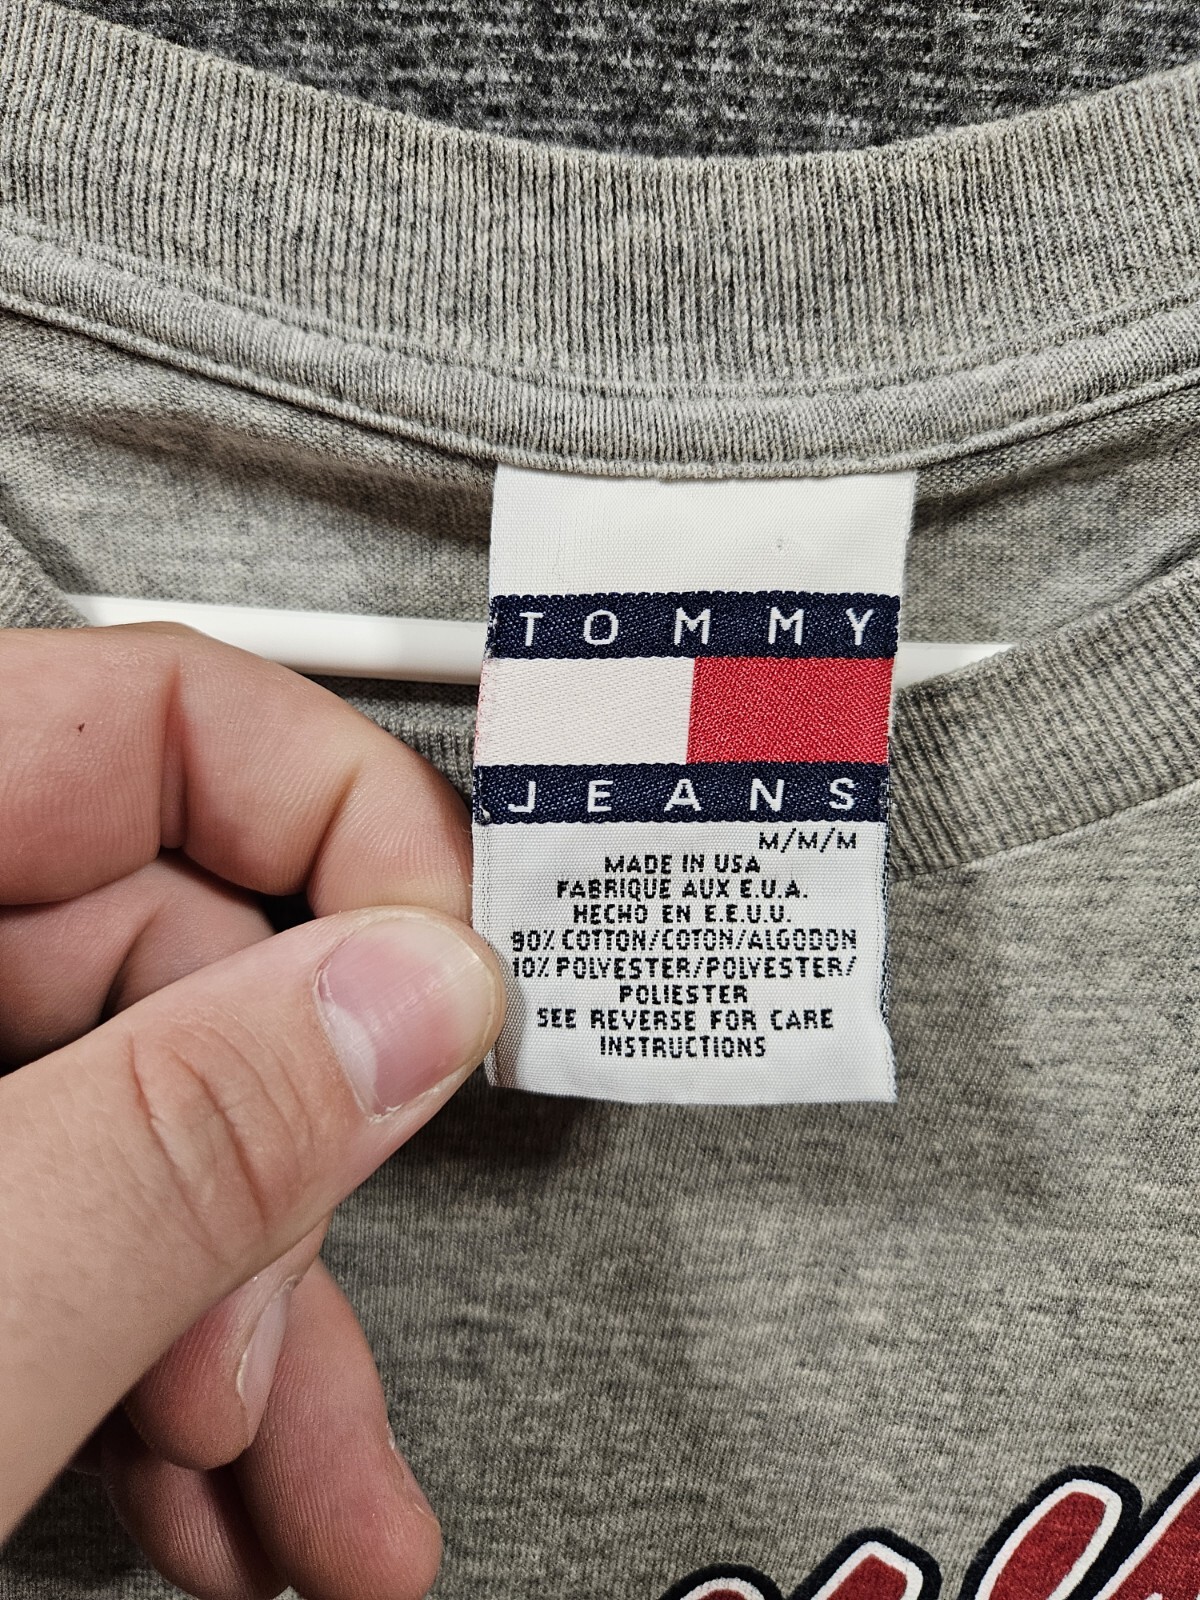 TOMMY
JEANS
M/M/M
MADE IN USA
FABRIQUE AUX E.U.A.
HECHO EN E.E.U.U.
90% COTTON/COTON/ALGODON
10% POLYESTER/POLYESTER/
POLIESTER
SEE REVERSE FOR CARE
INSTRUCTIONS